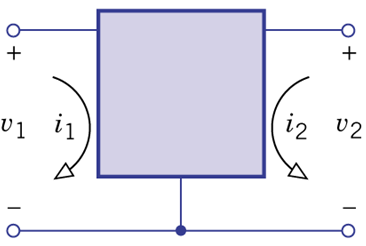 + +
v1 i1 i2 v2
− −